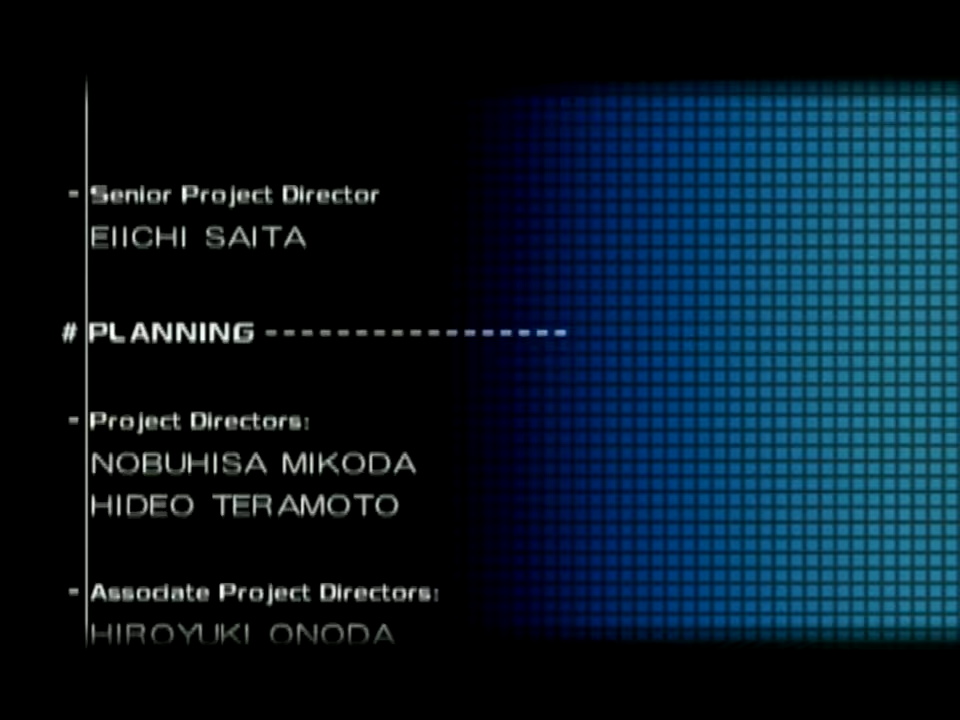 - Senior Project Director
EIICHI SAITA
# PLANNING -----------------
- Project Directors:
NOBUHISA MIKODA
HIDEO TERAMOTO
- Associate Project Directors:
HIROYUKI ONODA